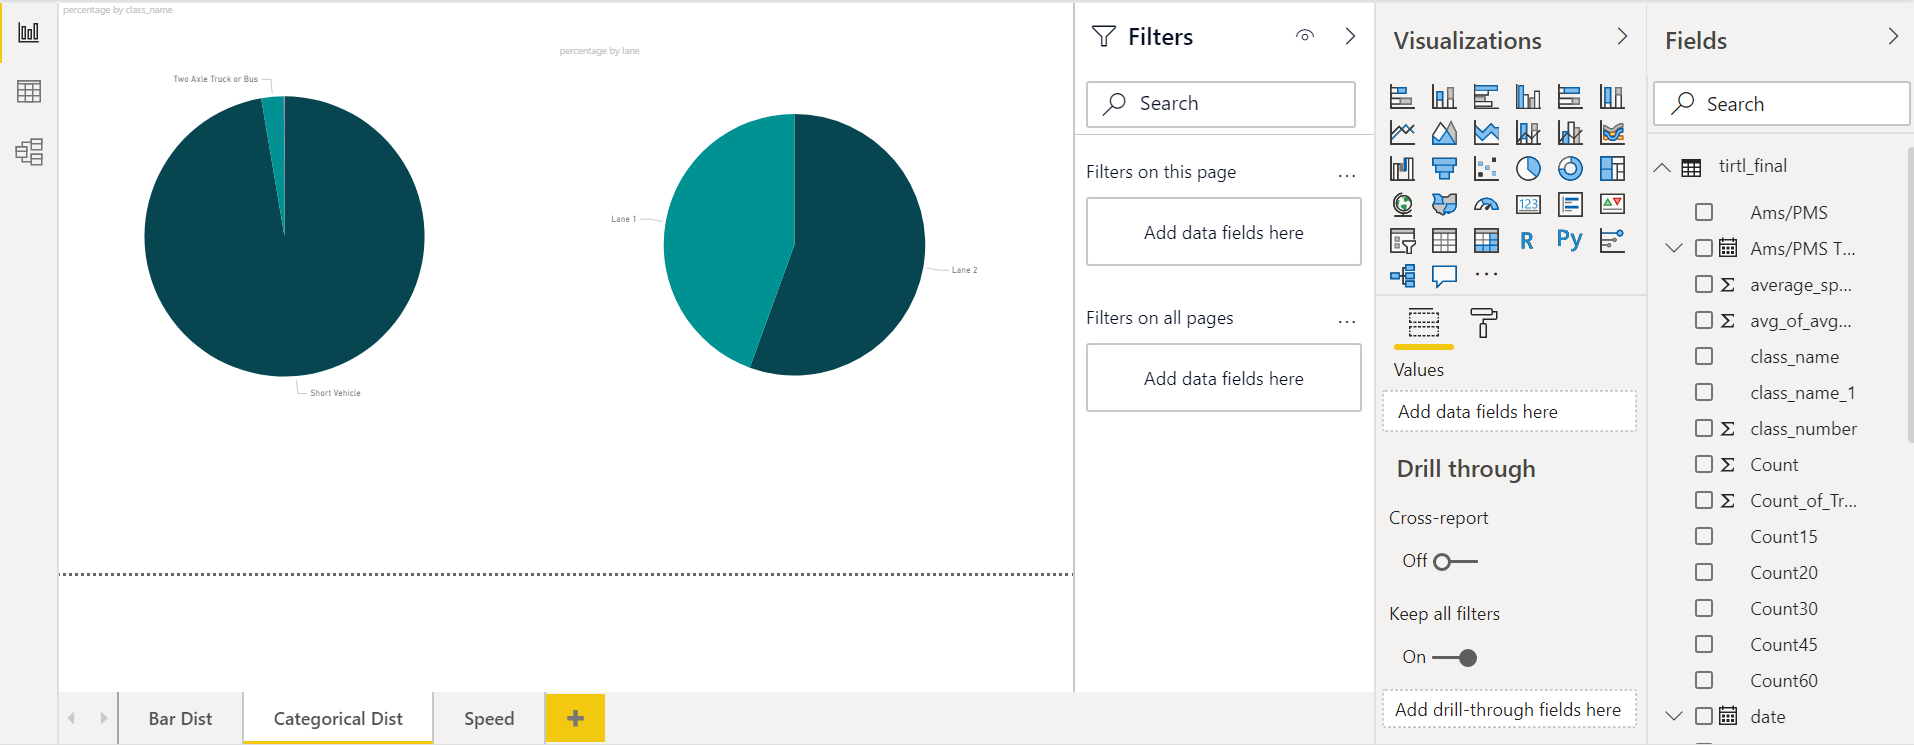 percentage by class_name
percentage by lane
Two Axle Truck or Bus
Short Vehicle
Lane 1
Lane 2
Bar Dist
Categorical Dist
Speed
+
Filters
Search
Filters on this page
...
Add data fields here
Filters on all pages
...
Add data fields here
Visualizations
123
R
Py
...
Values
Add data fields here
Drill through
Cross-report
Off
Keep all filters
On
Add drill-through fields here
Fields
Search
tirtl_final
Ams/PMS
Ams/PMS T...
Σ average_sp...
Σ avg_of_avg...
class_name
class_name_1
Σ class_number
Σ Count
Σ Count_of_Tr...
Count15
Count20
Count30
Count45
Count60
date